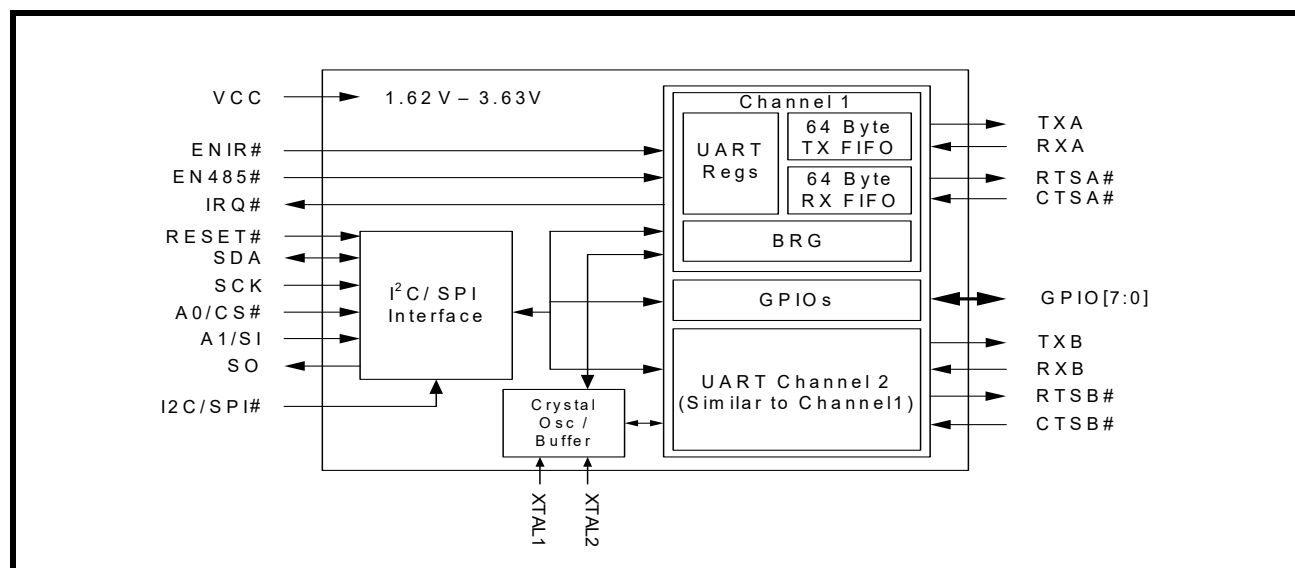 VCC
1.62V – 3.63V
ENIR#
EN485#
IRQ#
RESET#
SDA
SCK
A0/CS#
A1/SI
SO
I2C/SPI#
I²C/SPI
Interface
Crystal
Osc /
Buffer
XTAL1
XTAL2
Channel 1
UART
Regs
64 Byte
TX FIFO
64 Byte
RX FIFO
BRG
GPIOs
UART Channel 2
(Similar to Channel1)
TXA
RXA
RTSA#
CTSA#
GPIO[7:0]
TXB
RXB
RTSB#
CTSB#